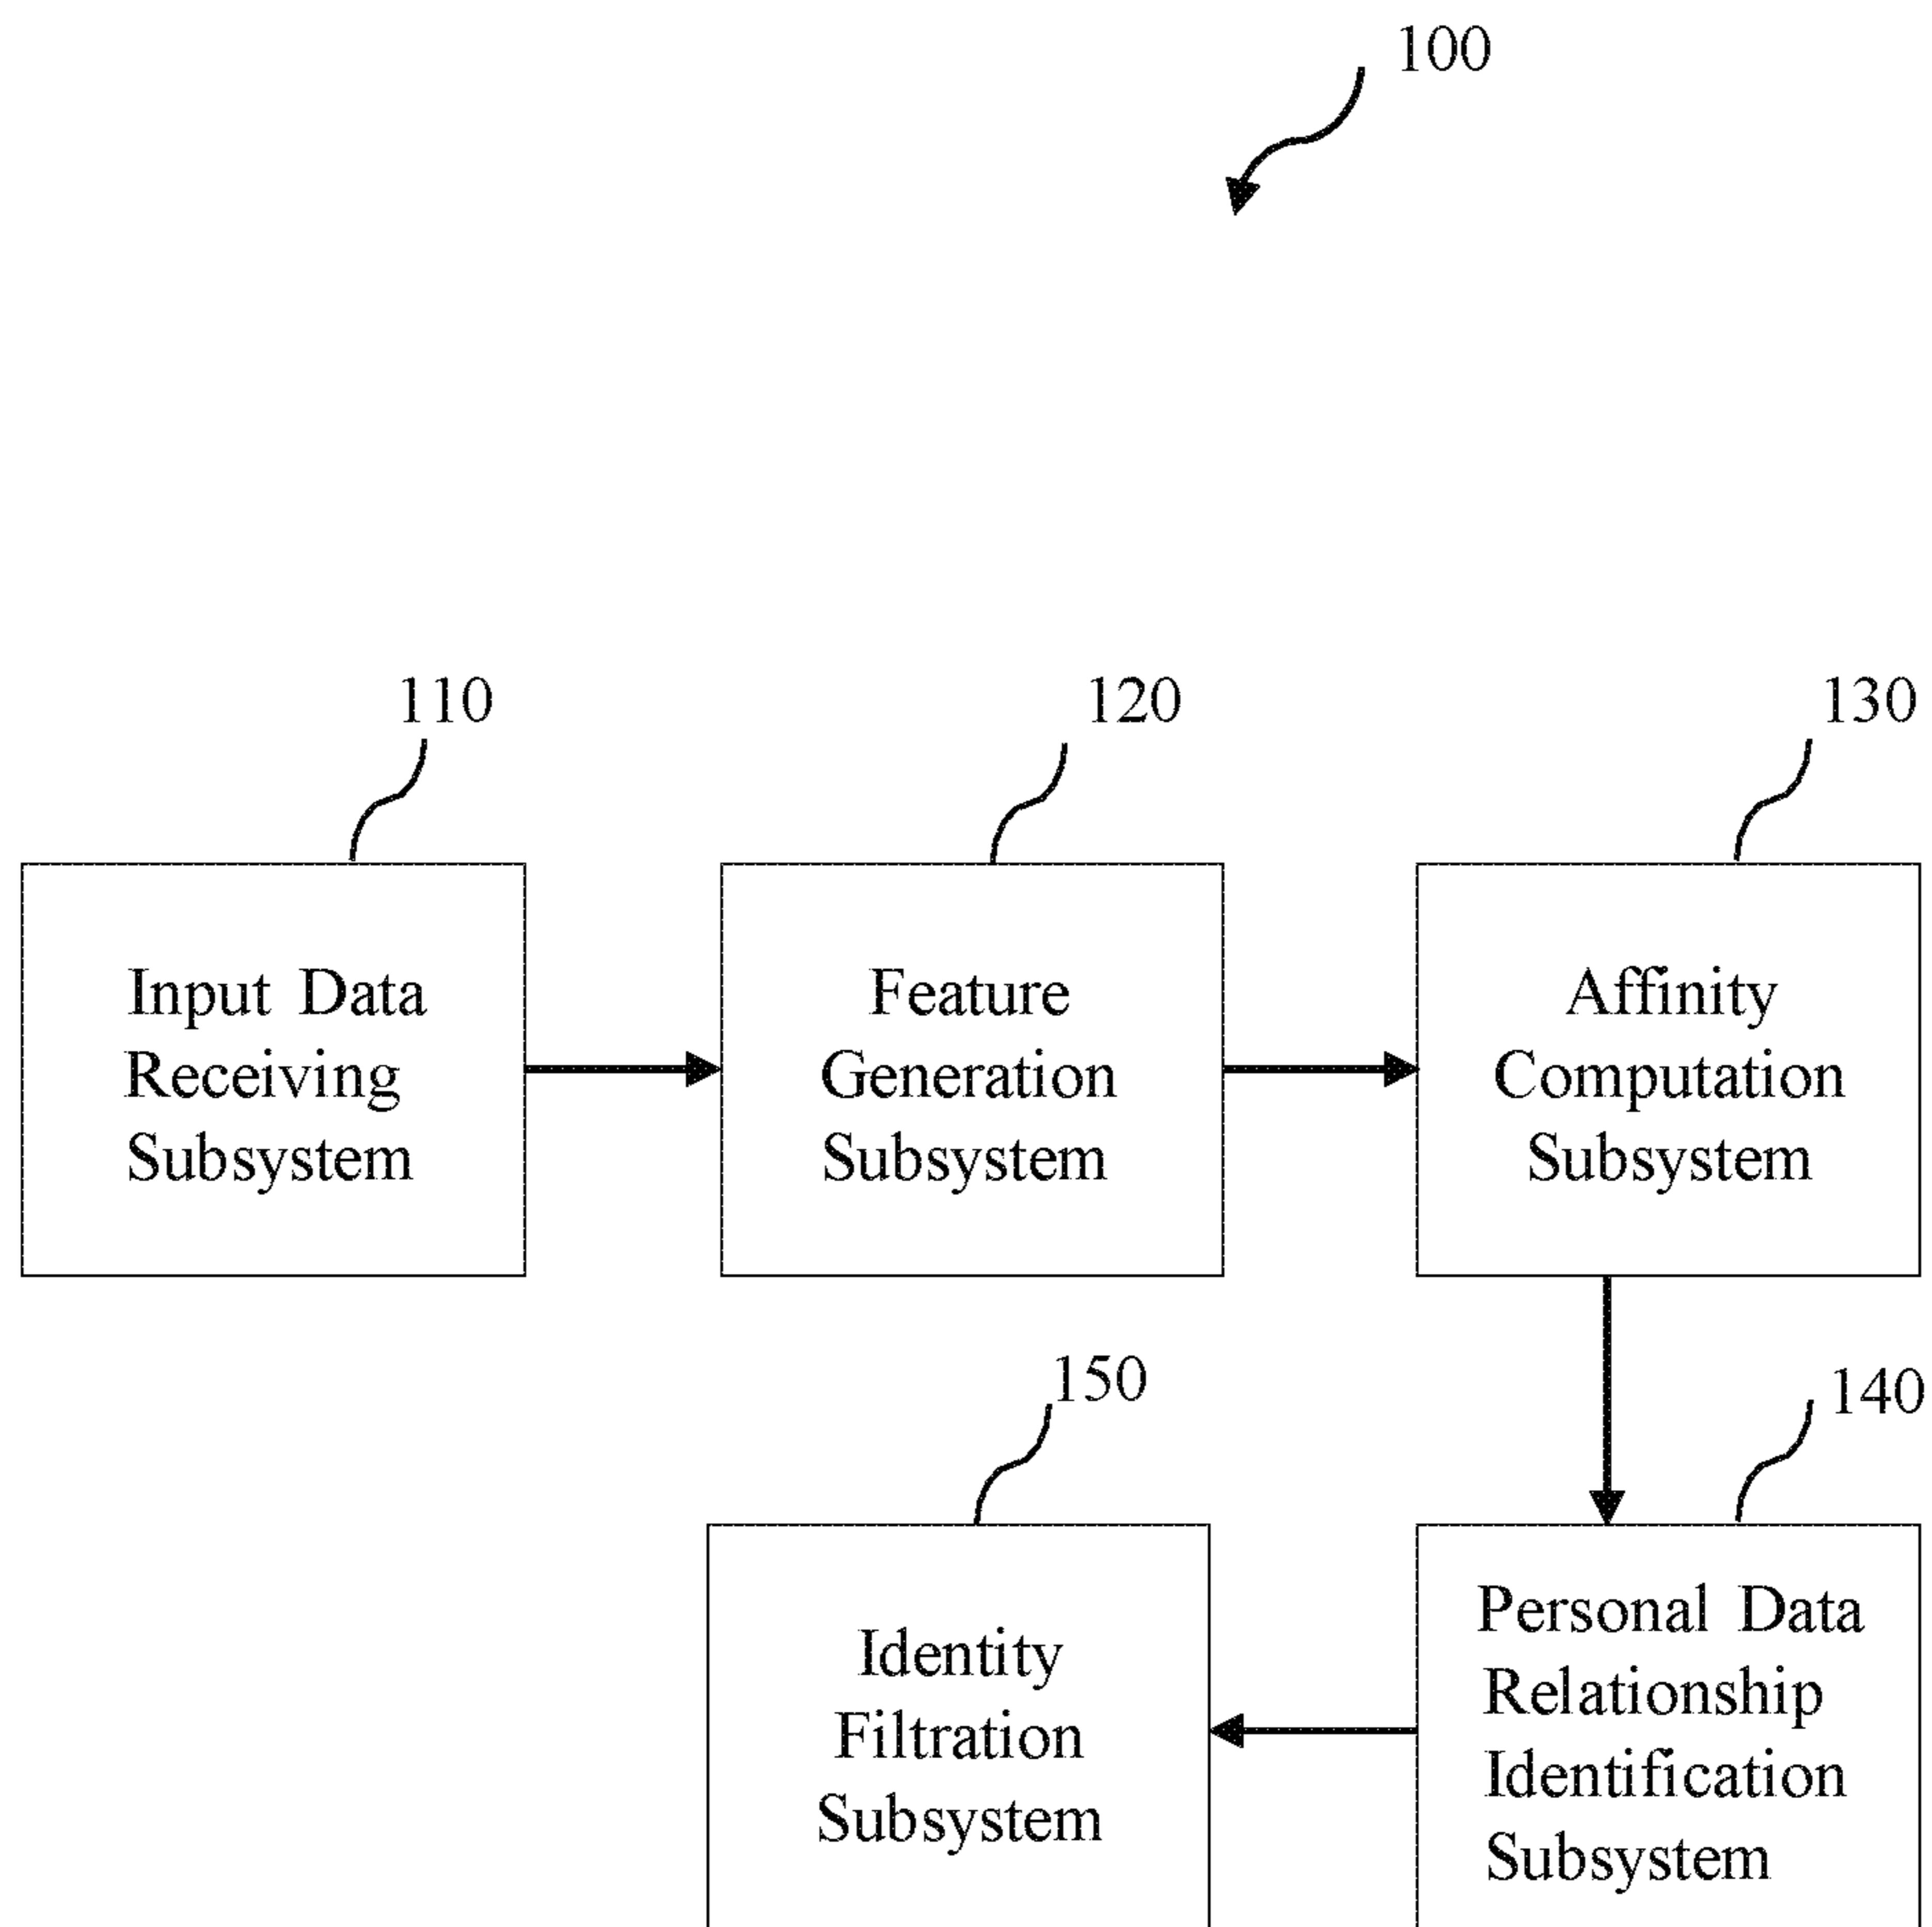 100
110
120
130
Input Data
Receiving
Subsystem
Feature
Generation
Subsystem
Affinity
Computation
Subsystem
150
140
Identity
Filtration
Subsystem
Personal Data
Relationship
Identification
Subsystem